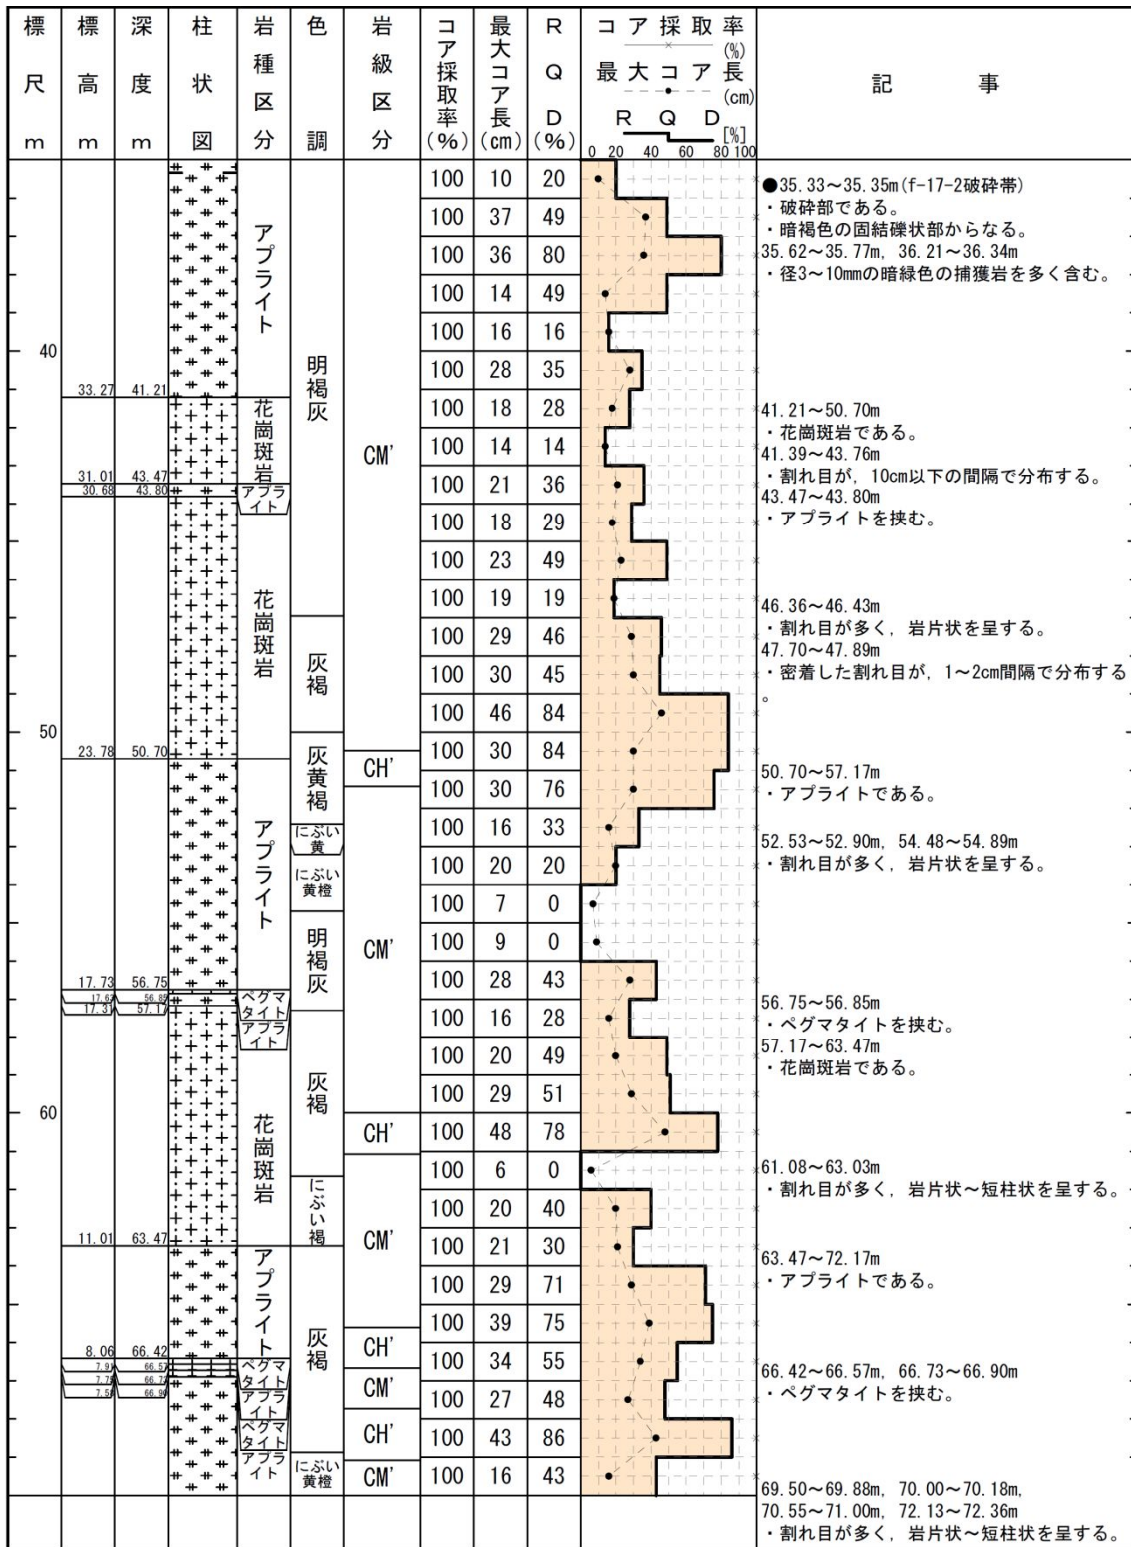 標尺m
標高m
深度m
柱状図
岩種区分
色調
岩級区分
コア採取率(%)
最大コア長(cm)
RQD(%)
コア採取率(%)
最大コア長(cm)
RQD[%]
0 20 40 60 80 100
記事
40
50
60
33.27 41.21
31.01 43.47
30.68 43.80
23.78 50.70
17.73 56.75
56.85
17.31 57.17
11.01 63.47
8.06 66.42
7.91 66.57
66.90
アプライト
花崗斑岩
アプライト
花崗斑岩
アプライト
ペグマタイト
アプライト
花崗斑岩
アプライト
ペグマタイト
アプライト
ペグマタイト
アプライト
明褐灰
灰褐
灰黄褐
にぶい黄
にぶい黄橙
明褐灰
灰褐
にぶい褐
灰褐
にぶい黄橙
CM'
CH'
CM'
CH'
CM'
CH'
CM'
CH'
CM'
100 10 20
100 37 49
100 36 80
100 14 49
100 16 16
100 28 35
100 18 28
100 14 14
100 21 36
100 18 29
100 23 49
100 19 19
100 29 46
100 30 45
100 46 84
100 30 84
100 30 76
100 16 33
100 20 20
100 7 0
100 9 0
100 28 43
100 16 28
100 20 49
100 29 51
100 48 78
100 6 0
100 20 40
100 21 30
100 29 71
100 39 75
100 34 55
100 27 48
100 43 86
100 16 43
●35.33～35.35m(f-17-2破砕帯)
・破砕部である。
・暗褐色の固結礫状部からなる。
35.62～35.77m, 36.21～36.34m
・径3～10mmの暗緑色の捕獲岩を多く含む。
41.21～50.70m
・花崗斑岩である。
41.39～43.76m
・割れ目が, 10cm以下の間隔で分布する。
43.47～43.80m
・アプライトを挟む。
46.36～46.43m
・割れ目が多く, 岩片状を呈する。
47.70～47.89m
・密着した割れ目が, 1～2cm間隔で分布する
。
50.70～57.17m
・アプライトである。
52.53～52.90m, 54.48～54.89m
・割れ目が多く, 岩片状を呈する。
56.75～56.85m
・ペグマタイトを挟む。
57.17～63.47m
・花崗斑岩である。
61.08～63.03m
・割れ目が多く, 岩片状～短柱状を呈する。
63.47～72.17m
・アプライトである。
66.42～66.57m, 66.73～66.90m
・ペグマタイトを挟む。
69.50～69.88m, 70.00～70.18m,
70.55～71.00m, 72.13～72.36m
・割れ目が多く, 岩片状～短柱状を呈する。